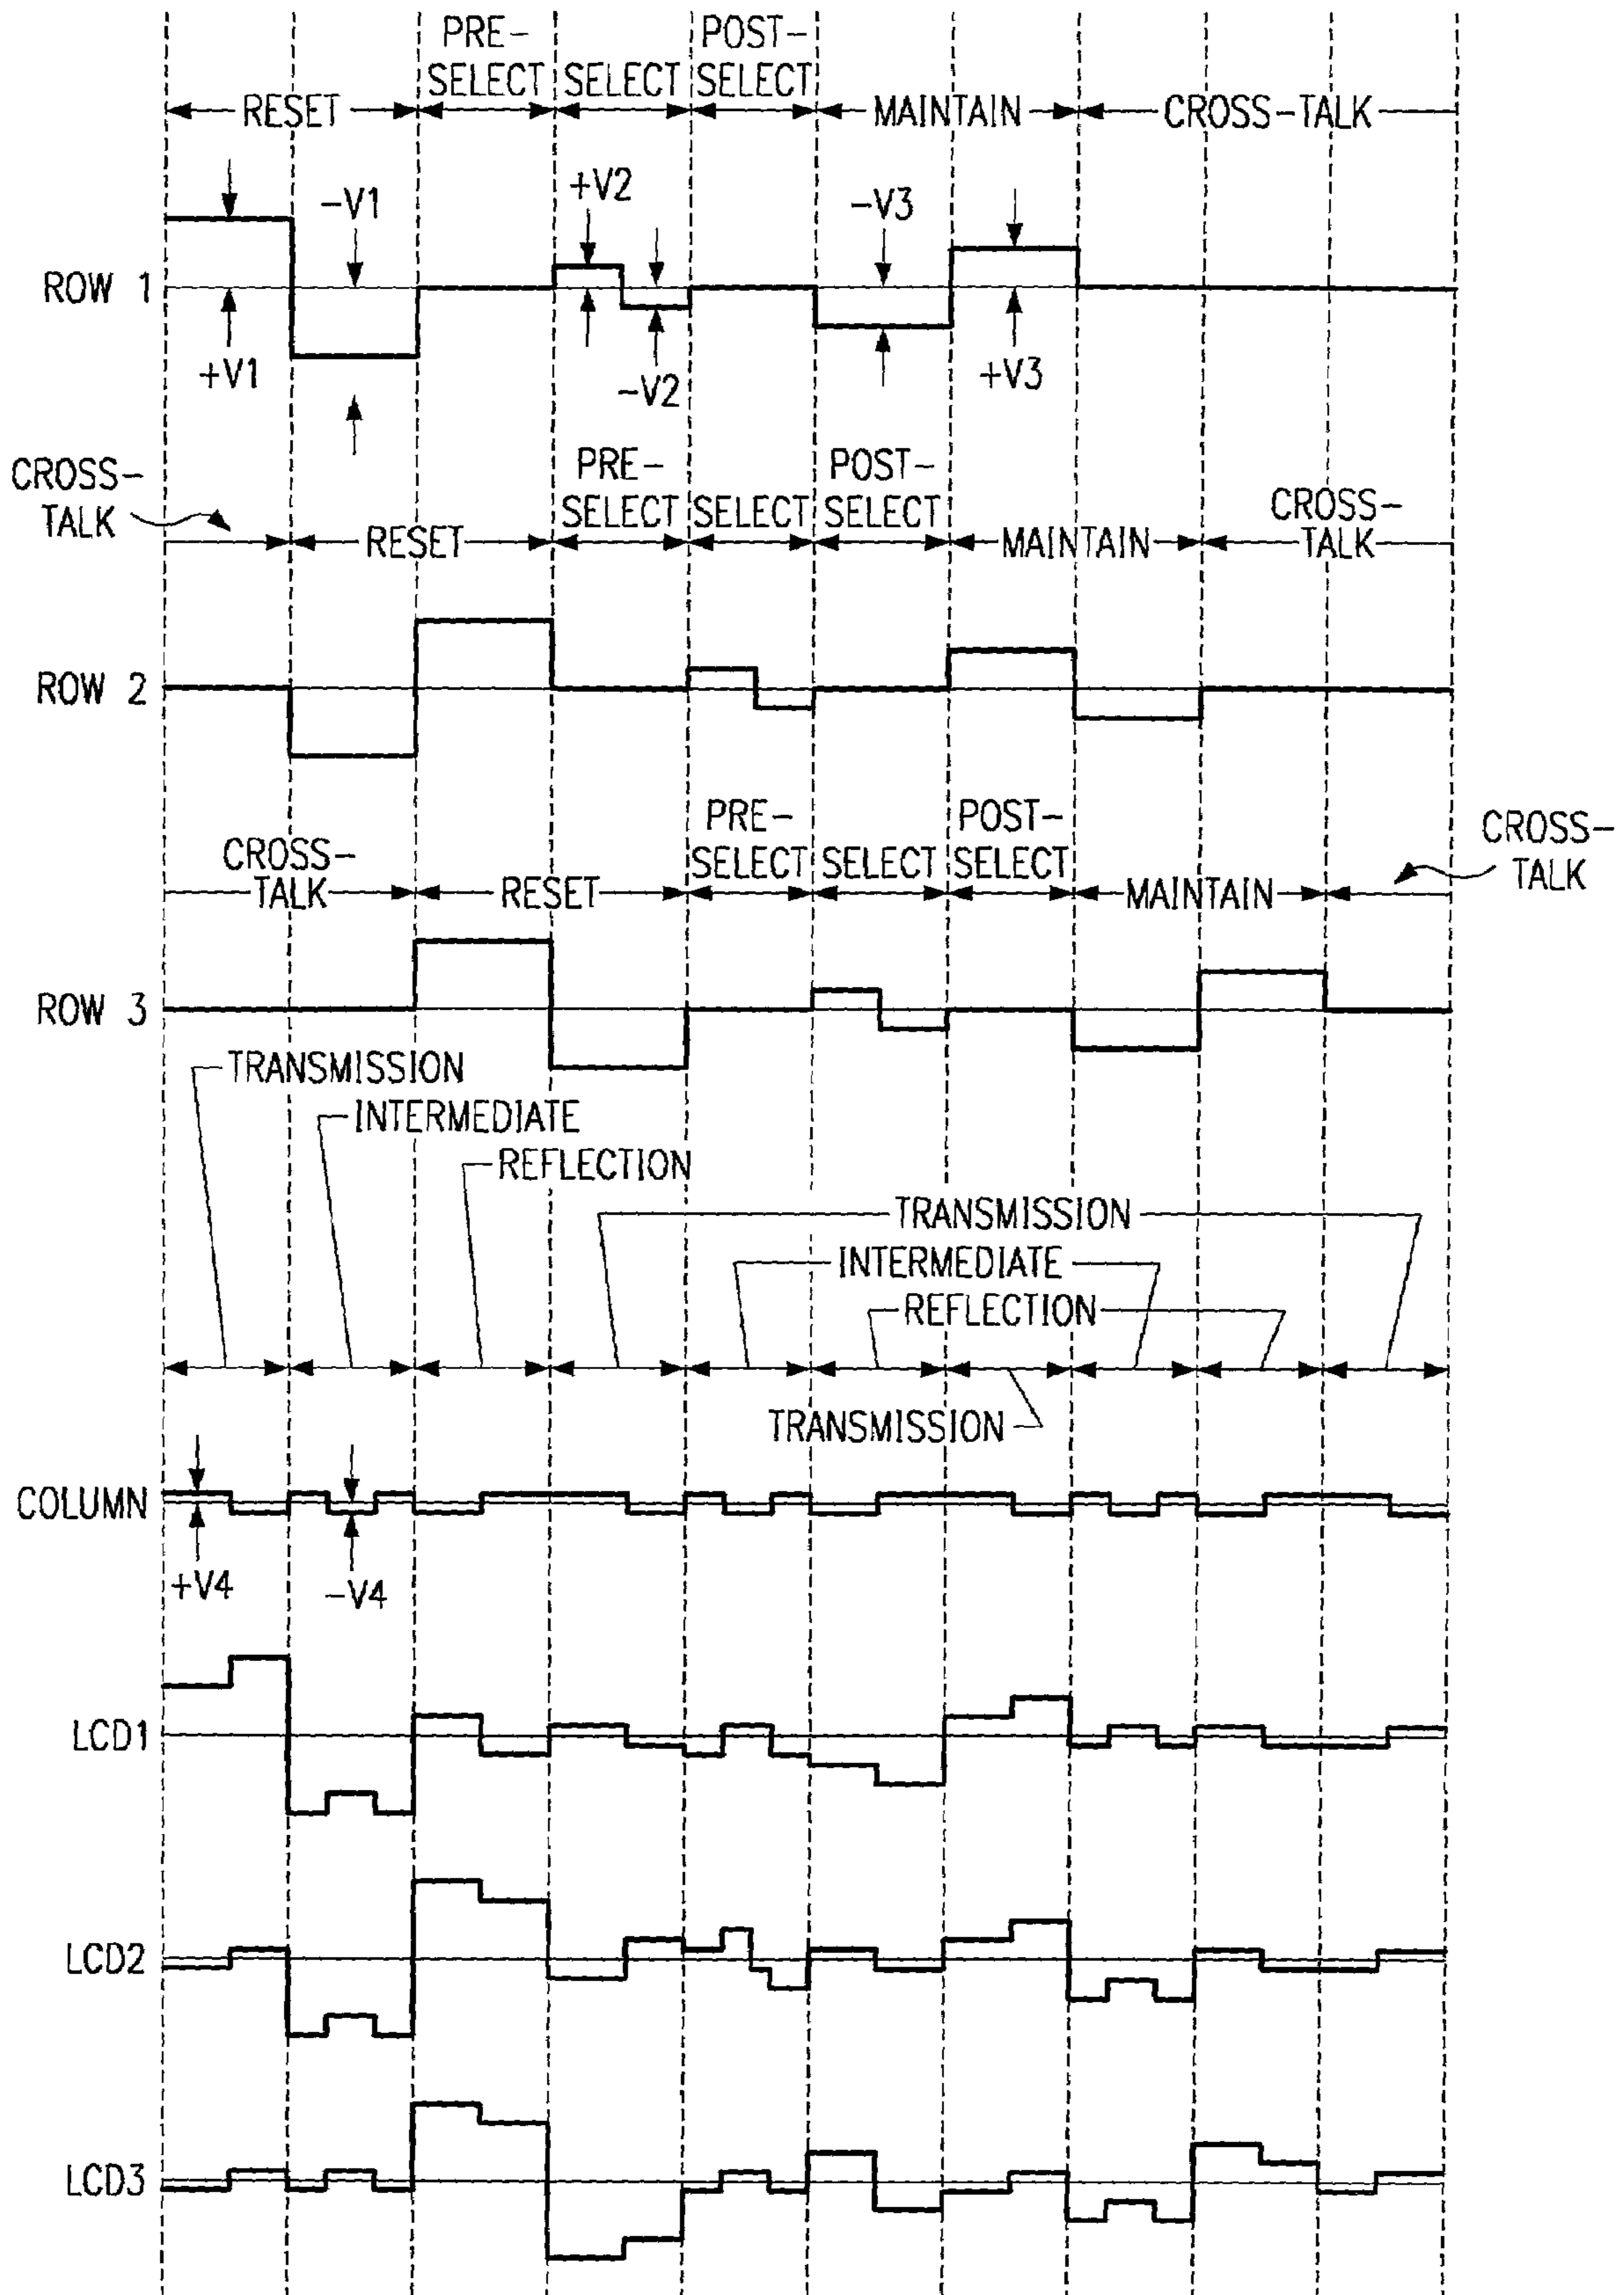 PRE-
SELECT
SELECT
POST-
SELECT
RESET
MAINTAIN
CROSS-TALK
+V2
-V1
-V3
ROW 1
+V1
-V2
+V3
CROSS-
TALK
PRE-
SELECT
SELECT
POST-
SELECT
CROSS-
TALK
RESET
MAINTAIN
ROW 2
PRE-
SELECT
SELECT
POST-
SELECT
CROSS-
TALK
CROSS-
TALK
RESET
MAINTAIN
ROW 3
TRANSMISSION
INTERMEDIATE
REFLECTION
TRANSMISSION
INTERMEDIATE
REFLECTION
TRANSMISSION
COLUMN
+V4
-V4
LCD1
LCD2
LCD3